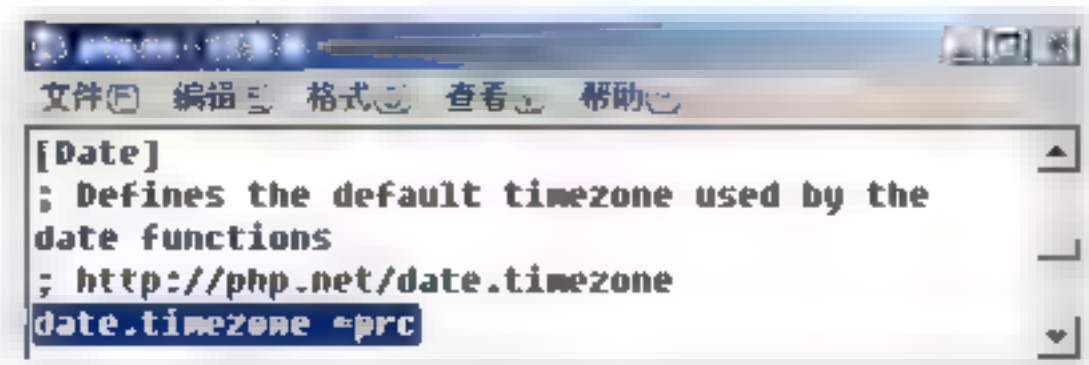 文件(F) 编辑 格式 查看 帮助
[Date]
; Defines the default timezone used by the
date functions
; http://php.net/date.timezone
date.timezone =prc